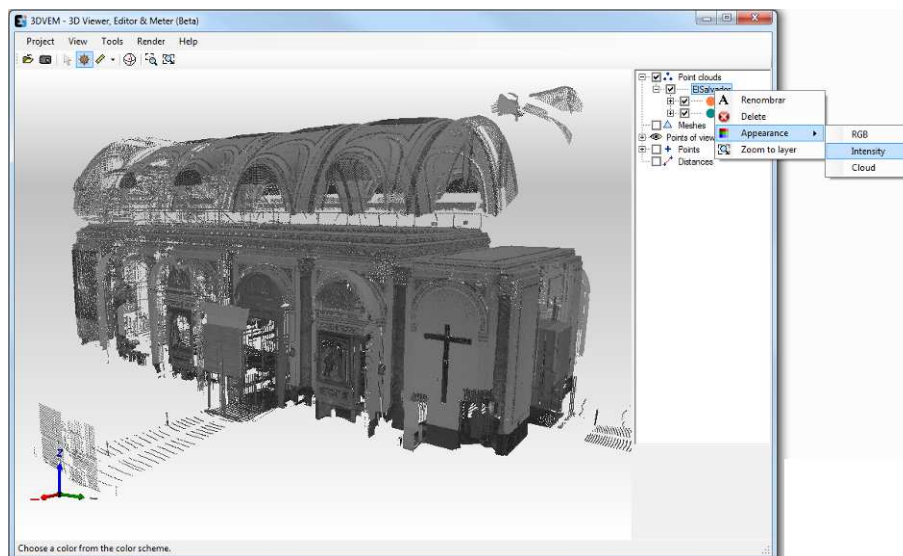 3DVEM - 3D Viewer, Editor & Meter (Beta)
Project View Tools Render Help
Point clouds
ElSalvador
A Renombrar
Delete
Meshes
Appearance
RGB
Points of view
Zoom to layer
Intensity
Points
Cloud
Distances
Z
Choose a color from the color scheme.